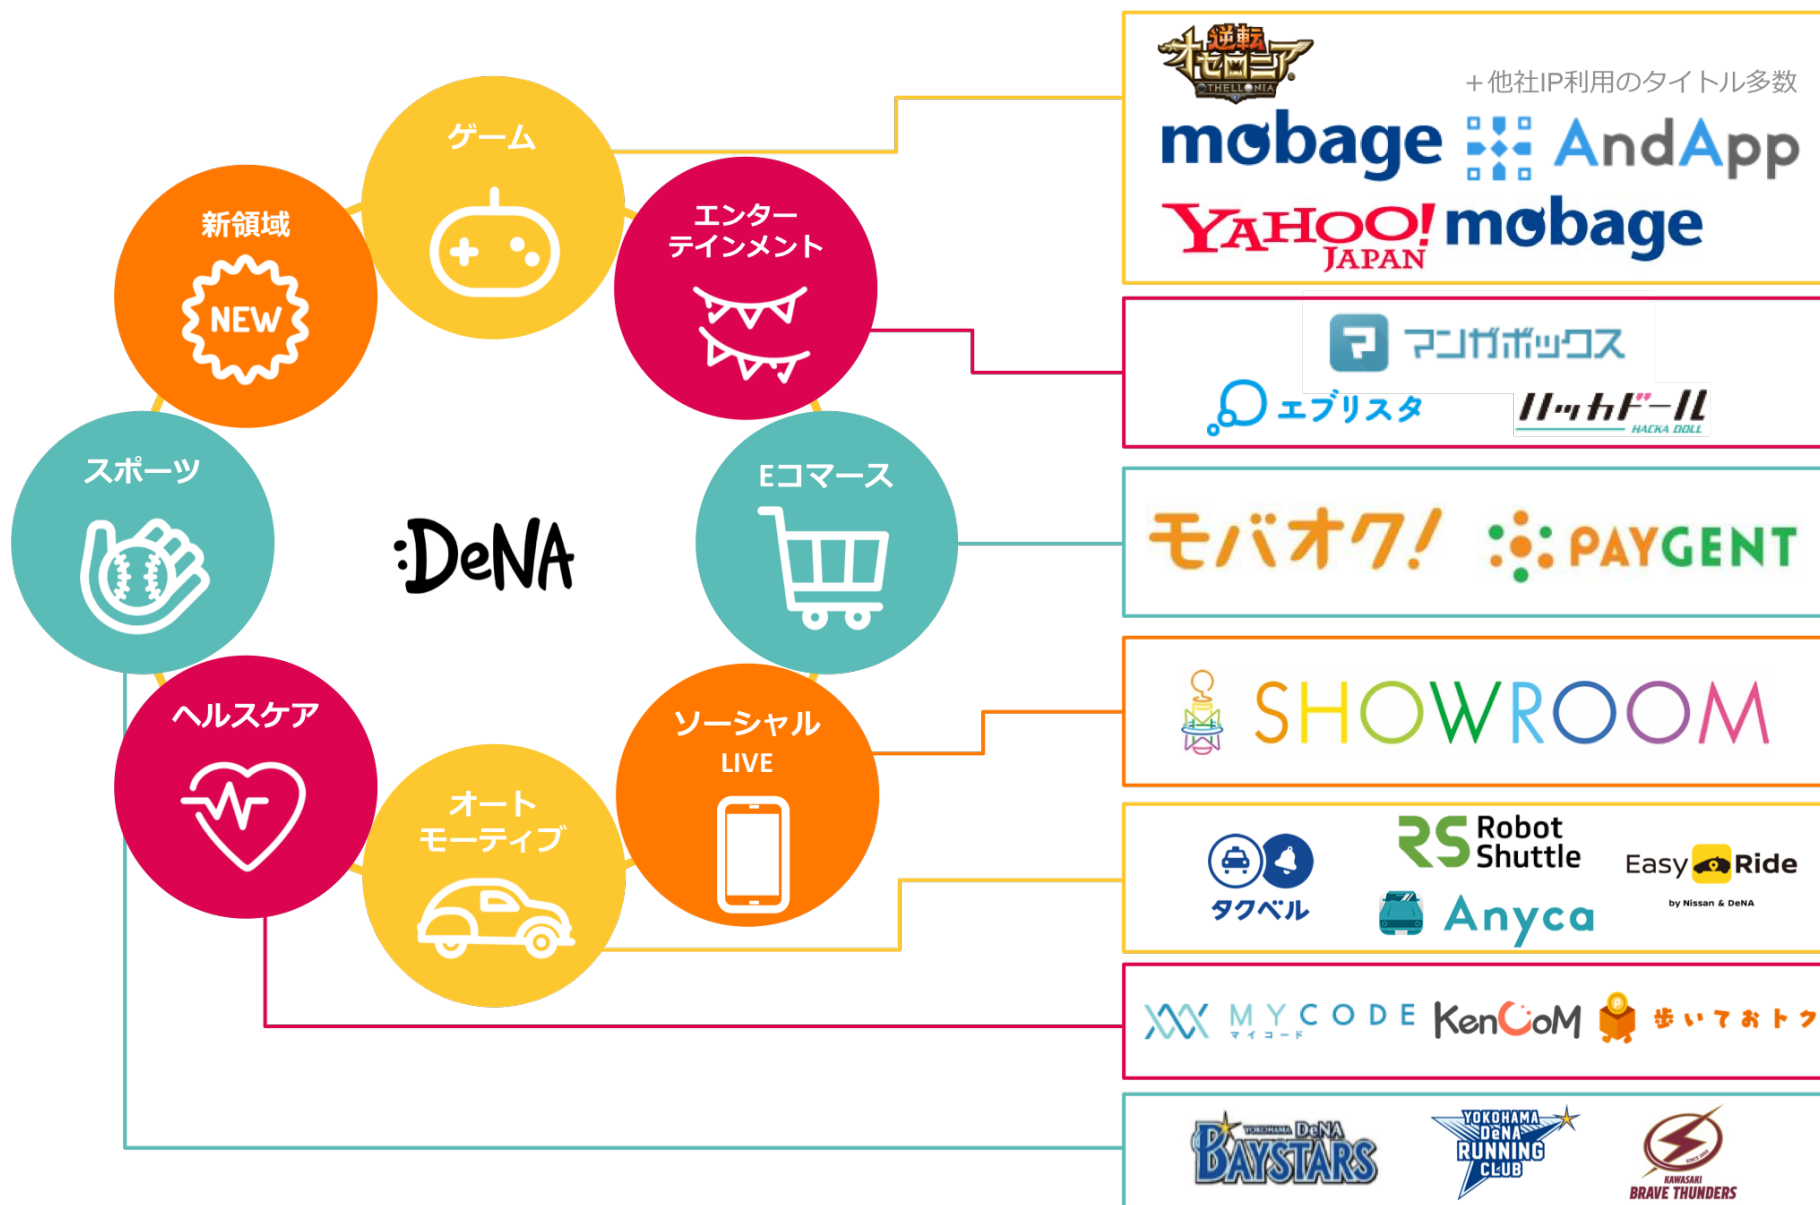 ゲーム
新領域
NEW
エンター
テインメント
スポーツ
Eコマース
:DeNA
ヘルスケア
ソーシャル
LIVE
オート
モーティブ
逆転
オセロニア
OTHELLONIA
＋他社IP利用のタイトル多数
mobage
AndApp
YAHOO!
JAPAN
mobage
マンガボックス
エブリスタ
ハッカドール
HACKA DOLL
モバオク!
PAYGENT
SHOWROOM
タクベル
RS Robot
Shuttle
Easy Ride
by Nissan & DeNA
Anyca
MYCODE
マイコード
KenCoM
歩いておトク
YOKOHAMA DeNA
BAYSTARS
YOKOHAMA
DeNA
RUNNING
CLUB
KAWASAKI
BRAVE THUNDERS